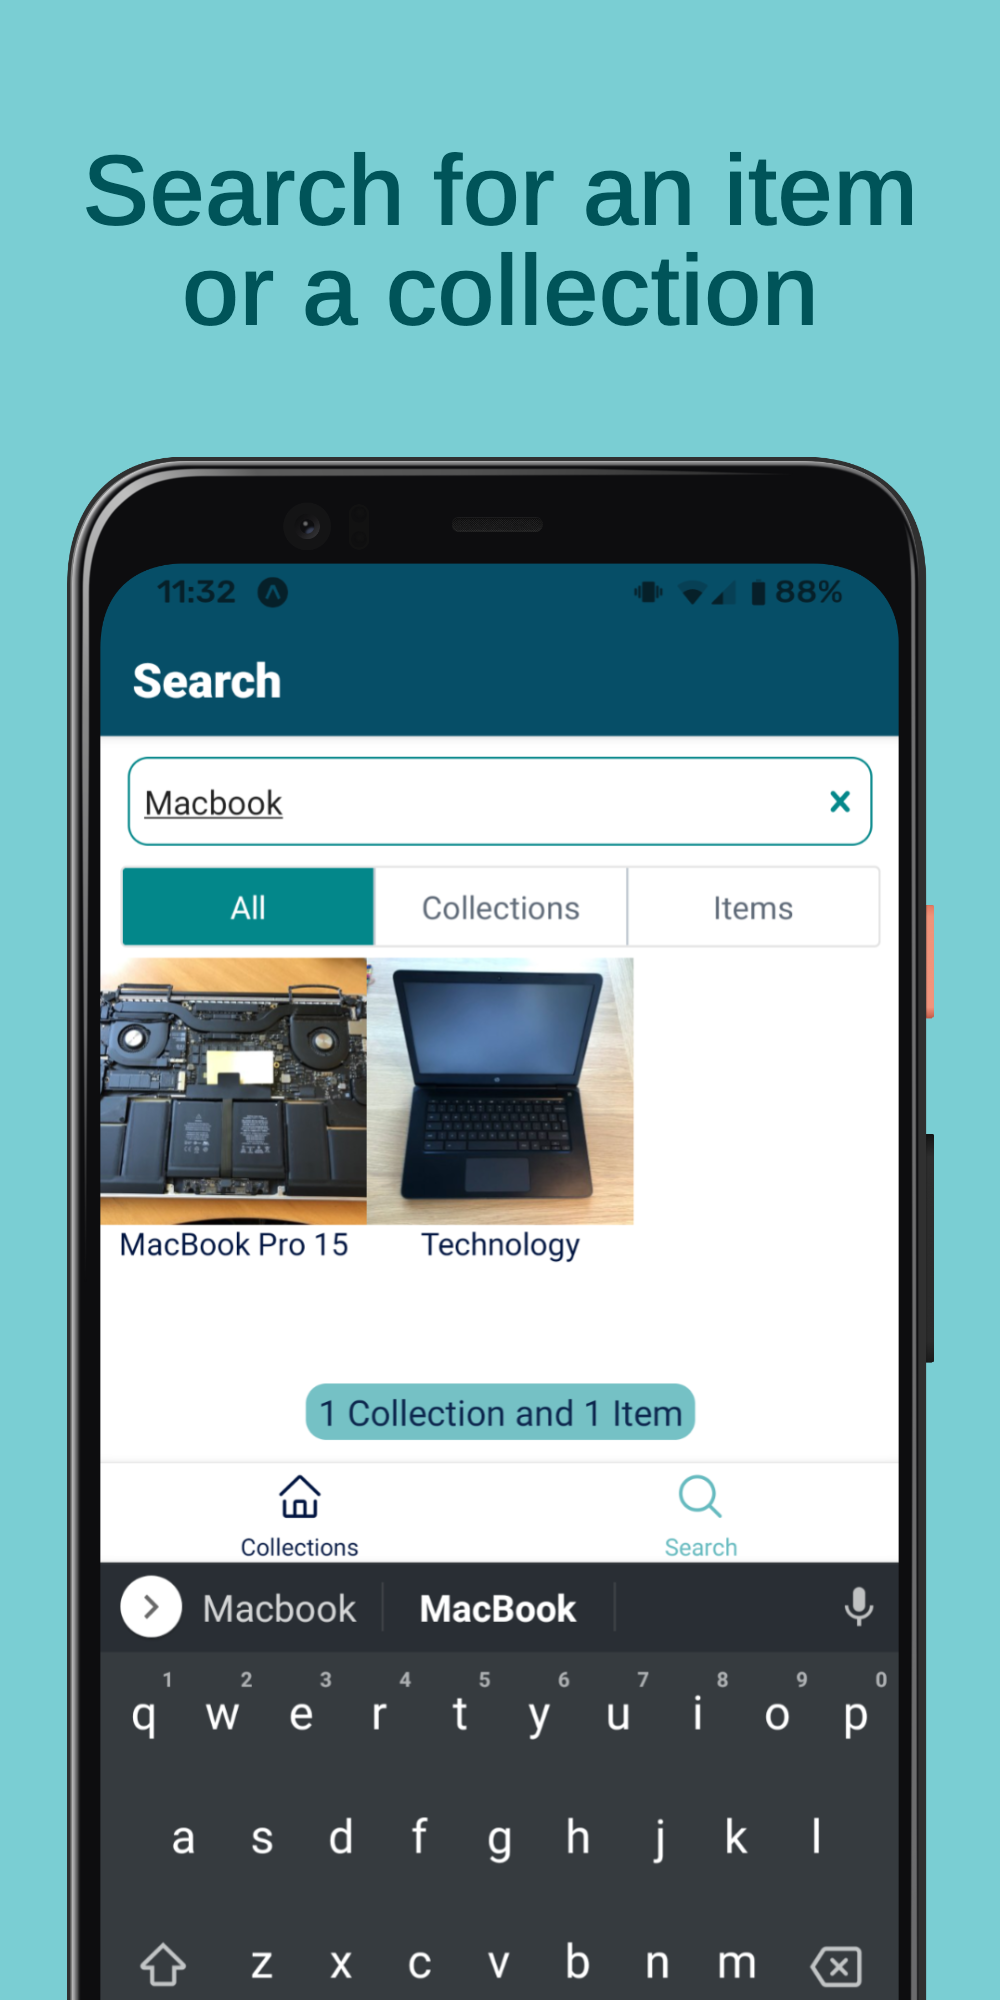 Search for an item
or a collection
11:32
88%
Search
Macbook
All
Collections
Items
MacBook Pro 15
Technology
1 Collection and 1 Item
Collections
Search
Macbook
MacBook
1 2 3 4 5 6 7 8 9 0
q w e r t y u i o p
a s d f g h j k l
z x c v b n m